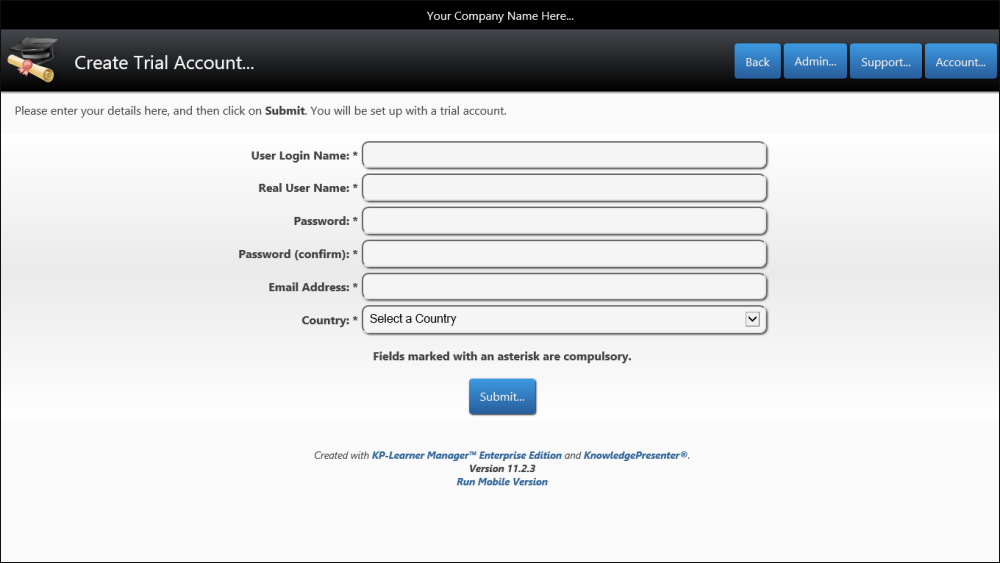 Your Company Name Here...
Create Trial Account...
Back
Admin...
Support...
Account...
Please enter your details here, and then click on Submit. You will be set up with a trial account.
User Login Name: *
Real User Name: *
Password: *
Password (confirm): *
Email Address: *
Country: * Select a Country
Fields marked with an asterisk are compulsory.
Submit...
Created with KP-Learner Manager™ Enterprise Edition and KnowledgePresenter®.
Version 11.2.3
Run Mobile Version